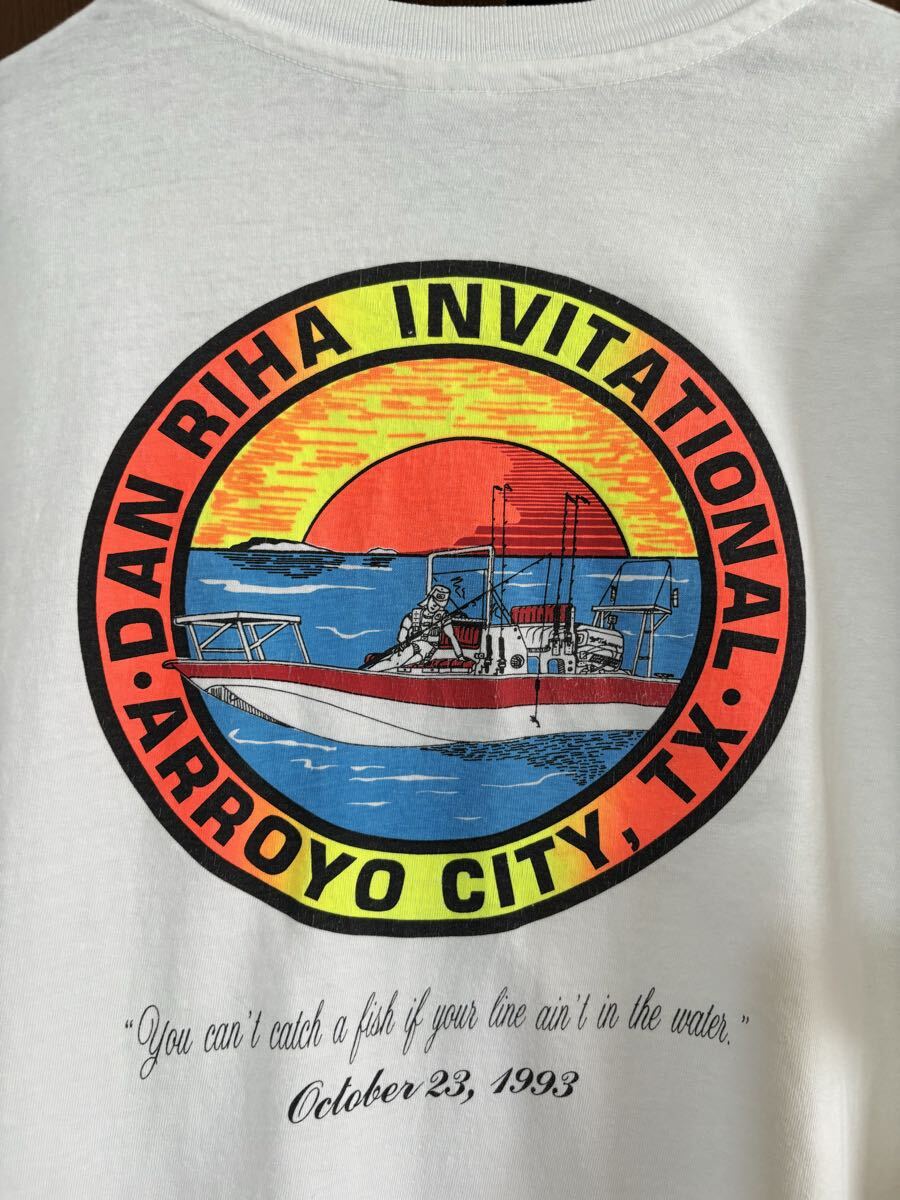 DAN RIHA INVITATIONAL
• ARROYO CITY, TX •
"You can't catch a fish if your line ain't in the water."
October 23, 1993